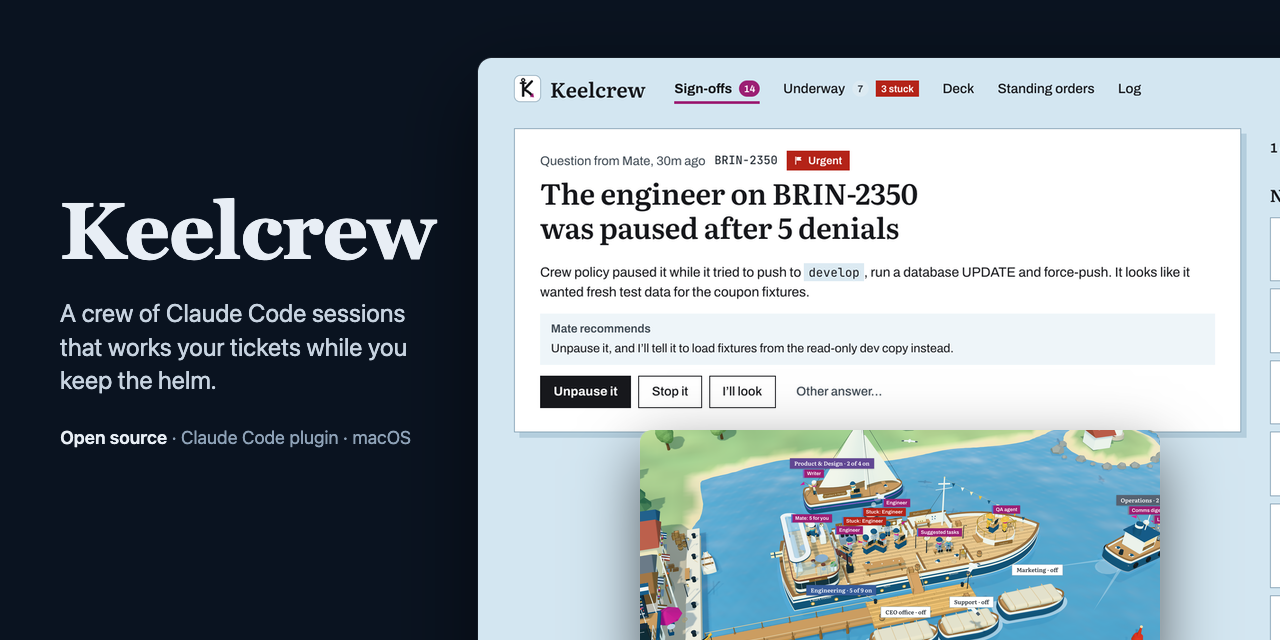 Keelcrew
A crew of Claude Code sessions
that works your tickets while you
keep the helm.
Open source · Claude Code plugin · macOS
Keelcrew
Sign-offs 14
Underway 7 3 stuck
Deck
Standing orders
Log
Question from Mate, 30m ago BRIN-2350 Urgent
The engineer on BRIN-2350
was paused after 5 denials
Crew policy paused it while it tried to push to develop, run a database UPDATE and force-push. It looks like it
wanted fresh test data for the coupon fixtures.
Mate recommends
Unpause it, and I'll tell it to load fixtures from the read-only dev copy instead.
Unpause it
Stop it
I'll look
Other answer...
1
N
Product & Design · 2 of 4 on
Writer
Engineer
Stuck: Engineer
Mate: 5 for you
Stuck: Engineer
Engineer
Suggested tasks
QA agent
Operations · 2
Comms dige
Marketing · off
Engineering · 5 of 9 on
Support · off
CEO office · off